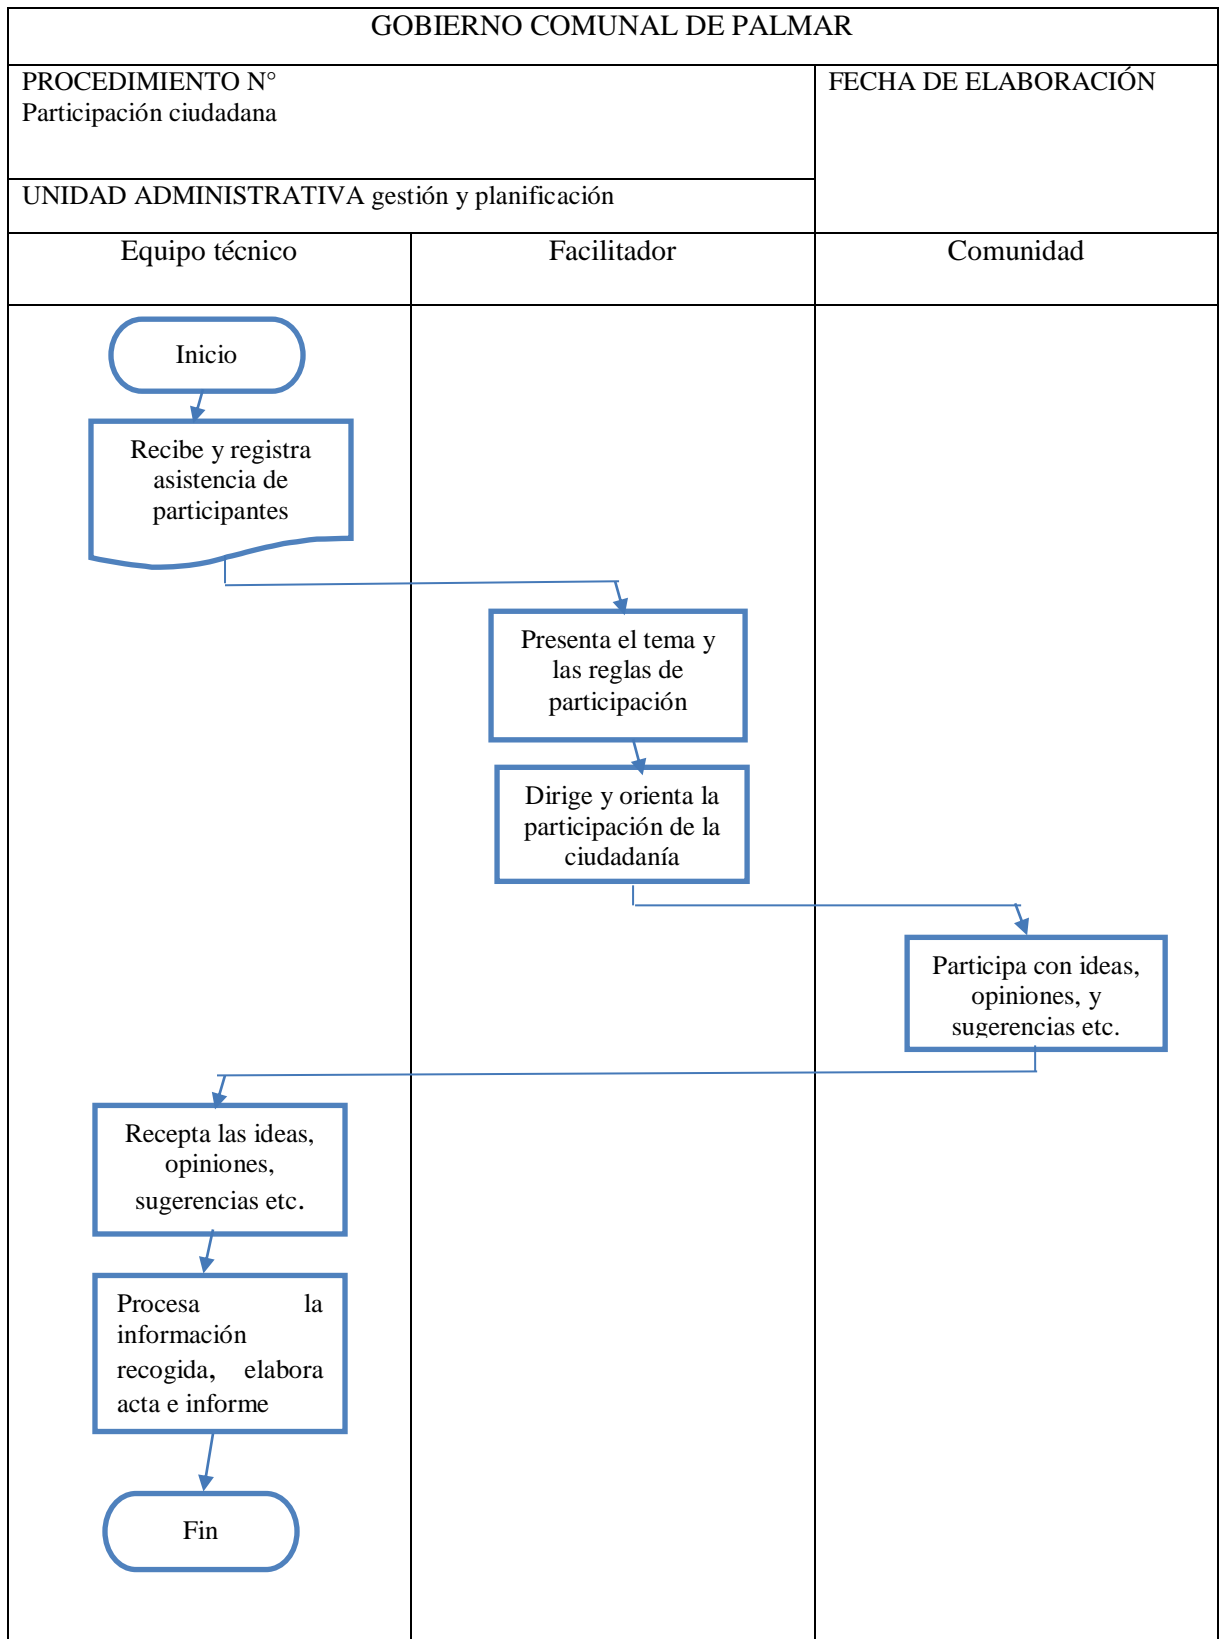 GOBIERNO COMUNAL DE PALMAR
PROCEDIMIENTO N°
Participación ciudadana
FECHA DE ELABORACIÓN
UNIDAD ADMINISTRATIVA gestión y planificación
Equipo técnico
Facilitador
Comunidad
Inicio
Recibe y registra
asistencia de
participantes
Presenta el tema y
las reglas de
participación
Dirige y orienta la
participación de la
ciudadanía
Participa con ideas,
opiniones, y
sugerencias etc.
Recepta las ideas,
opiniones,
sugerencias etc.
Procesa la
información
recogida, elabora
acta e informe
Fin